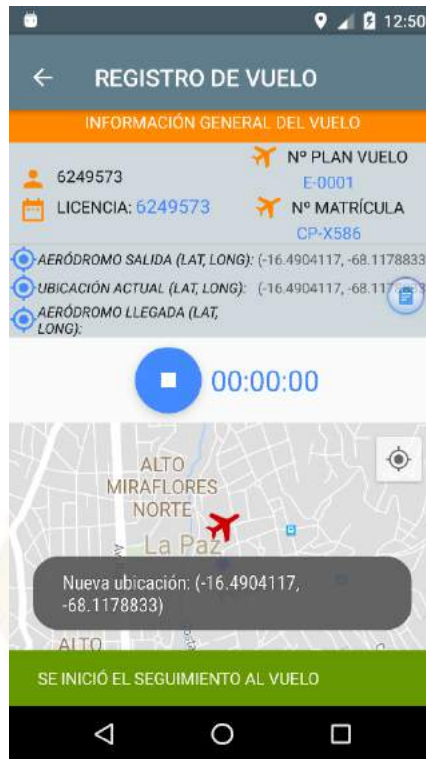 12:50
REGISTRO DE VUELO
INFORMACIÓN GENERAL DEL VUELO
6249573
Nº PLAN VUELO
E-0001
LICENCIA: 6249573
Nº MATRÍCULA
CP-X586
AERÓDROMO SALIDA (LAT, LONG): (-16.4904117, -68.1178833
UBICACIÓN ACTUAL (LAT, LONG): (-16.4904117, -68.117
AERÓDROMO LLEGADA (LAT,
LONG):
00:00:00
ALTO
MIRAFLORES
NORTE
La Paz
Nueva ubicación: (-16.4904117,
-68.1178833)
ALTO
SE INICIÓ EL SEGUIMIENTO AL VUELO